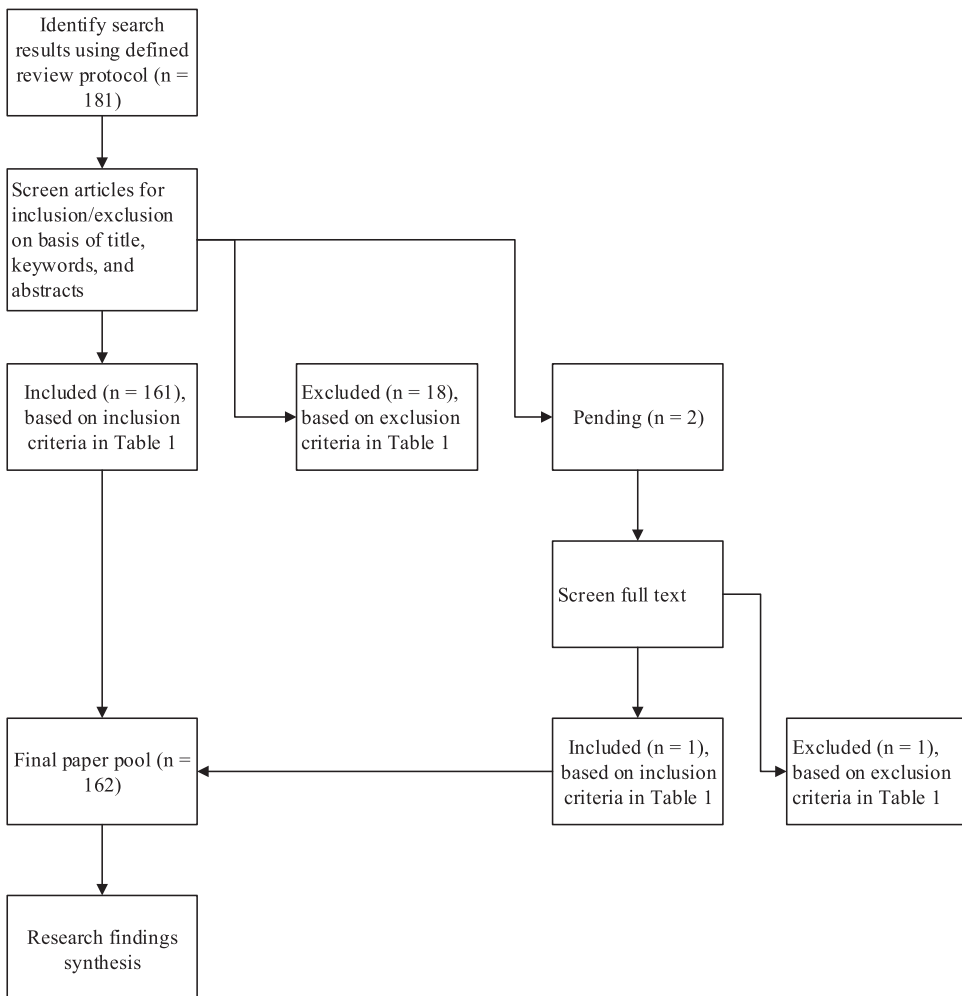 Identify search
results using defined
review protocol (n =
181)
Screen articles for
inclusion/exclusion
on basis of title,
keywords, and
abstracts
Included (n = 161),
based on inclusion
criteria in Table 1
Excluded (n = 18),
based on exclusion
criteria in Table 1
Pending (n = 2)
Screen full text
Final paper pool (n =
162)
Included (n = 1),
based on inclusion
criteria in Table 1
Excluded (n = 1),
based on exclusion
criteria in Table 1
Research findings
synthesis